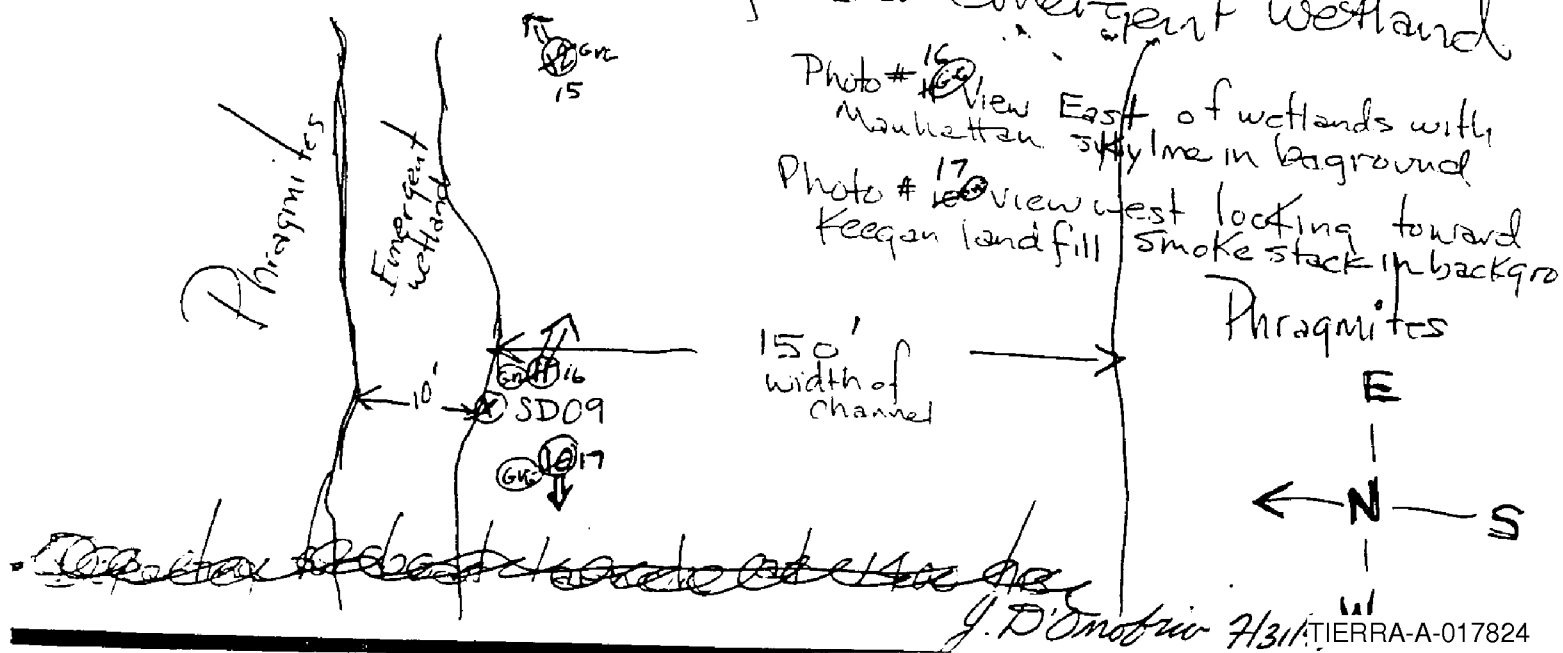 Emergent Wetland
Photo # 16 View East of wetlands with
Manhattan skyline in baground
Photo # 17 view west looking toward
Keegan landfill smoke stack in backgro
Phragmites
Emergent
wetland
15
Phragmites
150'
width of
channel
16
10'
SD09
17
E
N
S
W
J. D'Onofrio 7/31/
TIERRA-A-017824